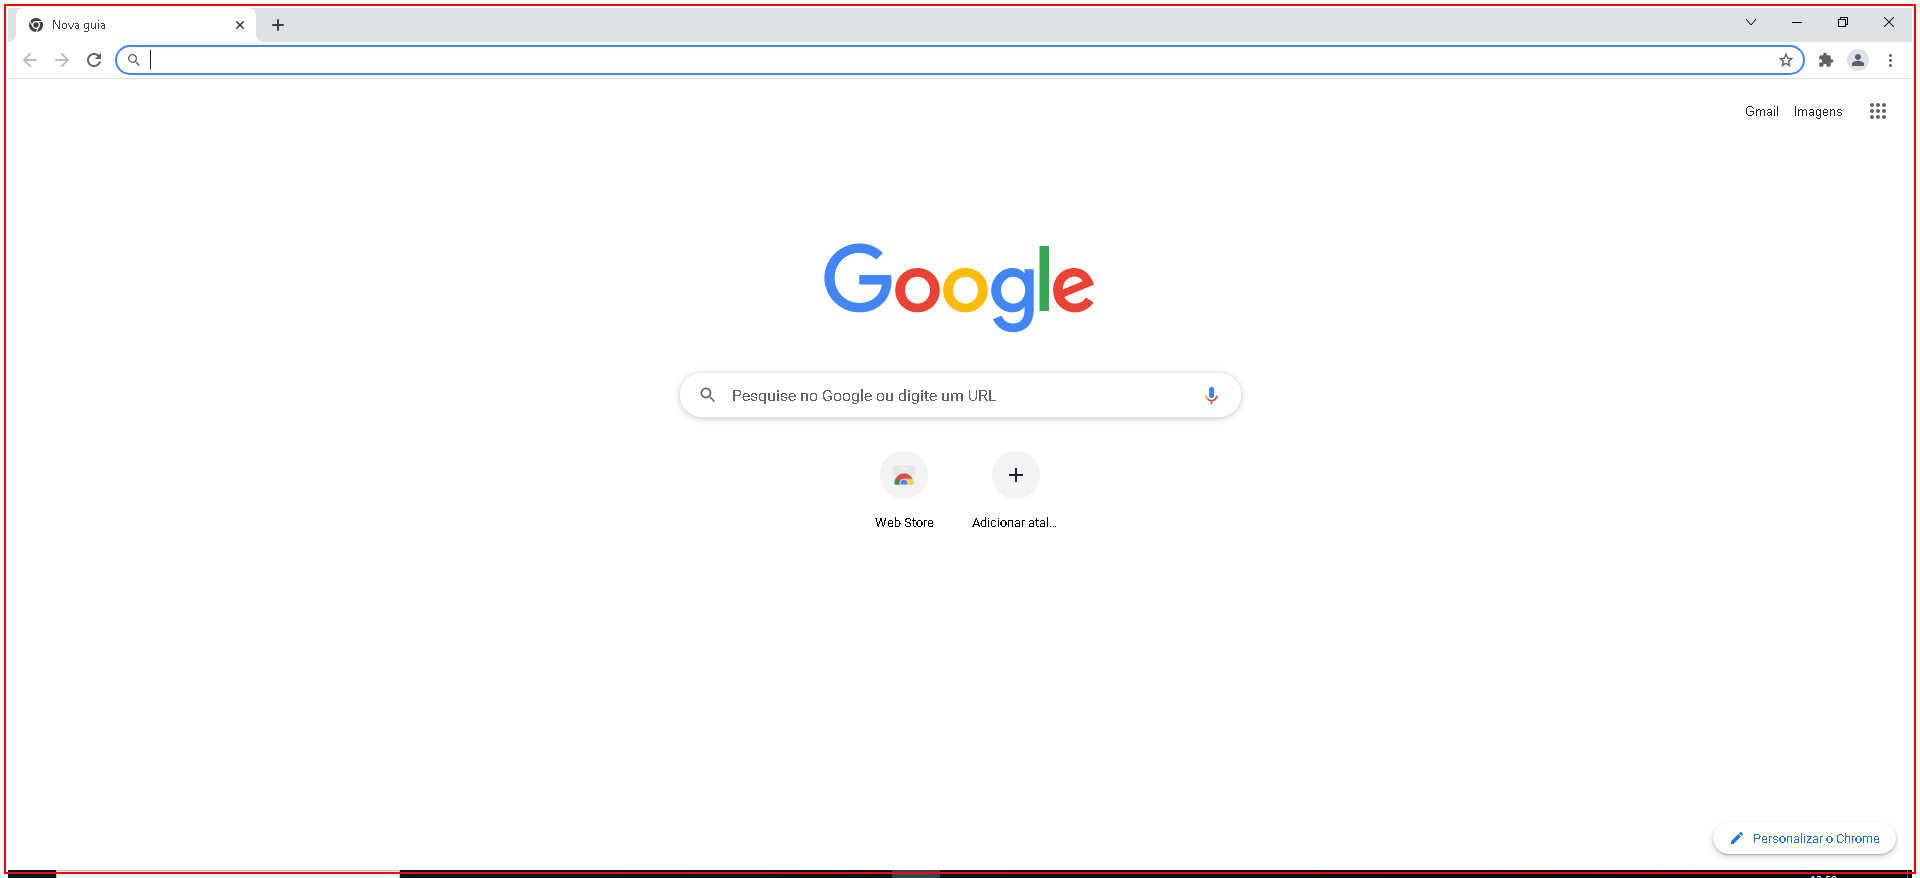 Nova guia
Gmail Imagens
Google
Pesquise no Google ou digite um URL
Web Store Adicionar atal...
Personalizar o Chrome